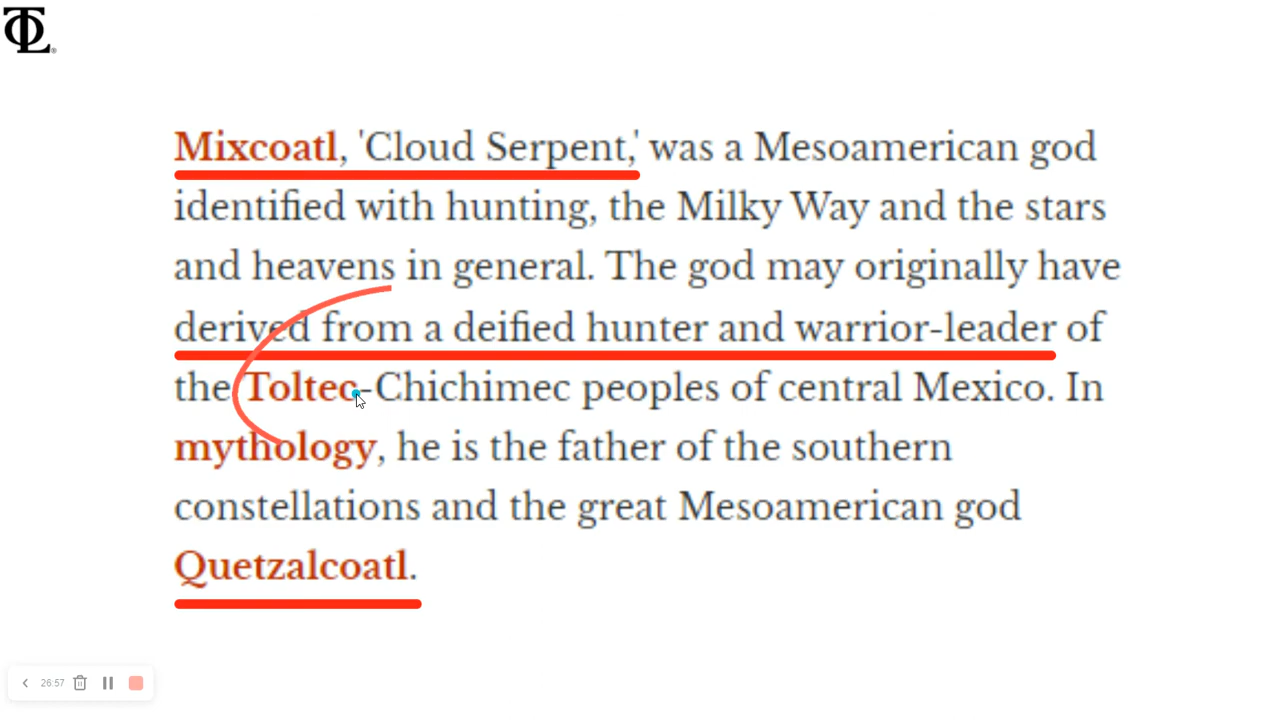 TOL®
Mixcoatl, 'Cloud Serpent,' was a Mesoamerican god
identified with hunting, the Milky Way and the stars
and heavens in general. The god may originally have
derived from a deified hunter and warrior-leader of
the Toltec-Chichimec peoples of central Mexico. In
mythology, he is the father of the southern
constellations and the great Mesoamerican god
Quetzalcoatl.
26:57